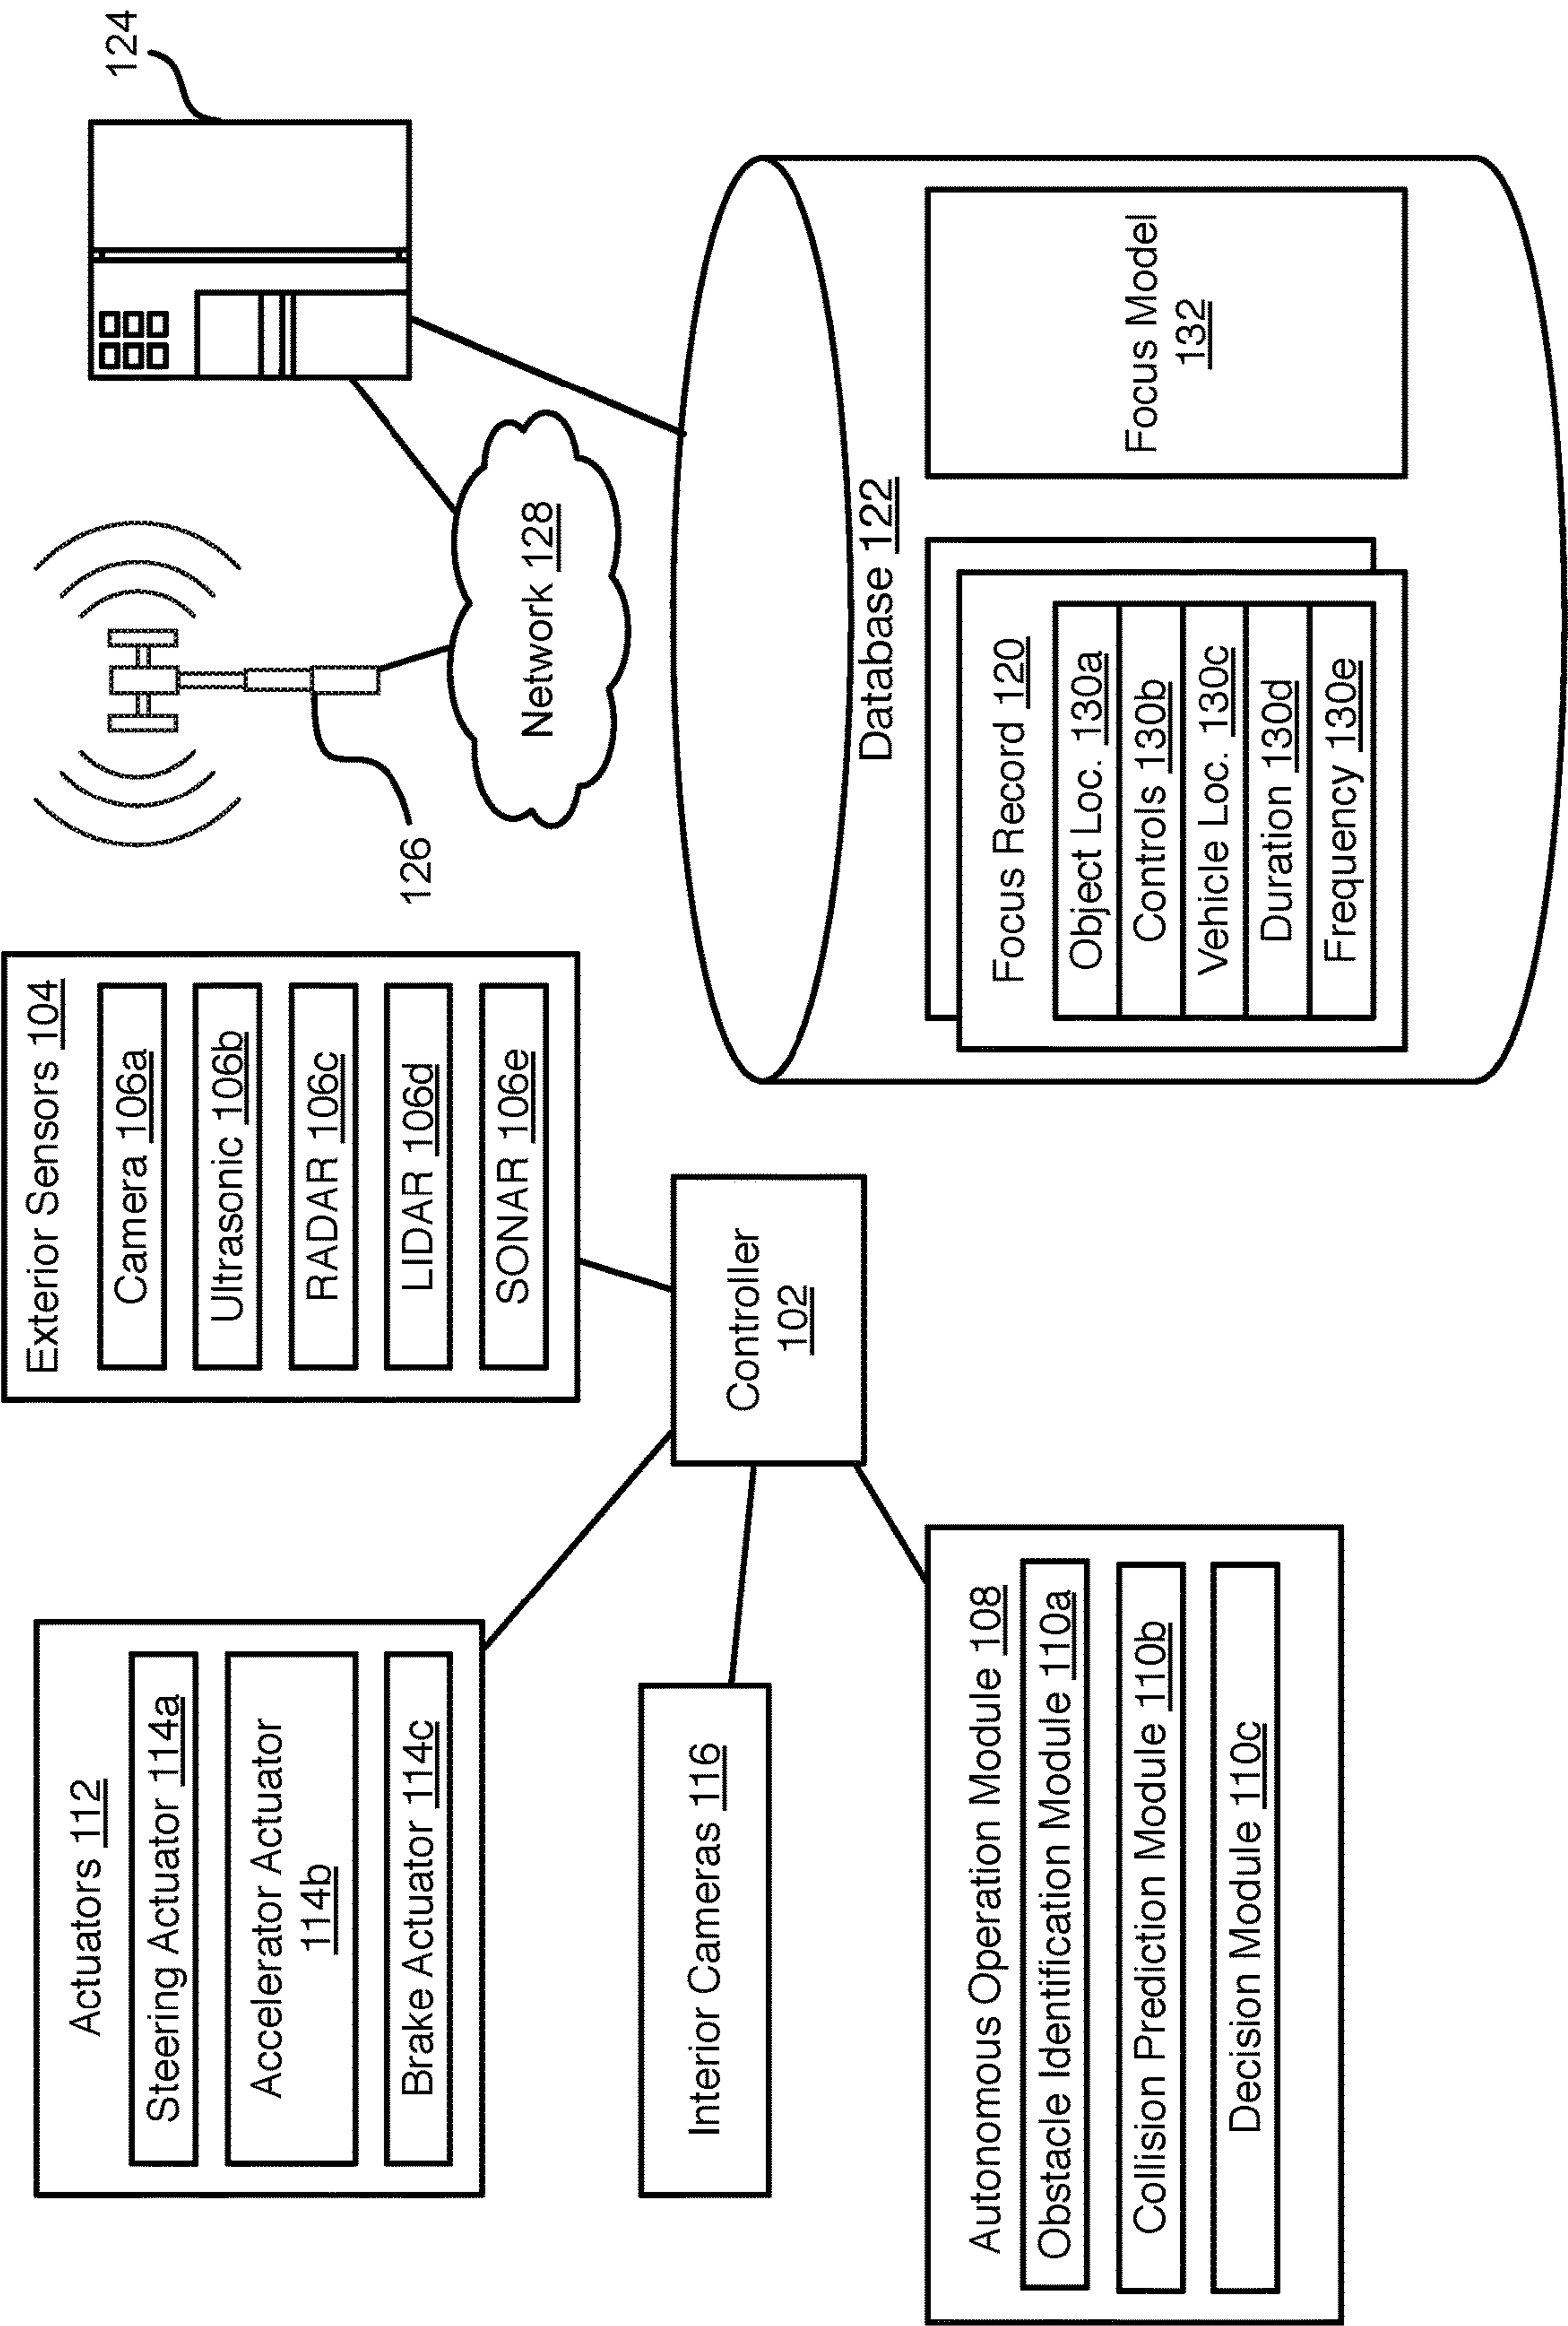 Actuators 112
Steering Actuator 114a
Accelerator Actuator
114b
Brake Actuator 114c
Interior Cameras 116
Autonomous Operation Module 108
Obstacle Identification Module 110a
Collision Prediction Module 110b
Decision Module 110c
Exterior Sensors 104
Camera 106a
Ultrasonic 106b
RADAR 106c
LIDAR 106d
SONAR 106e
Controller
102
126
Network 128
124
Database 122
Focus Record 120
Object Loc. 130a
Controls 130b
Vehicle Loc. 130c
Duration 130d
Frequency 130e
Focus Model
132